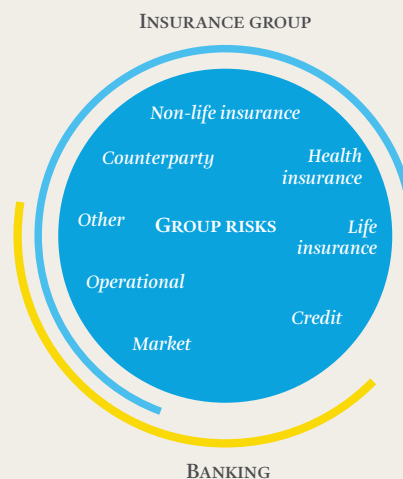 INSURANCE GROUP
Non-life insurance
Counterparty
Health
insurance
Other
GROUP RISKS
Life
insurance
Operational
Credit
Market
BANKING